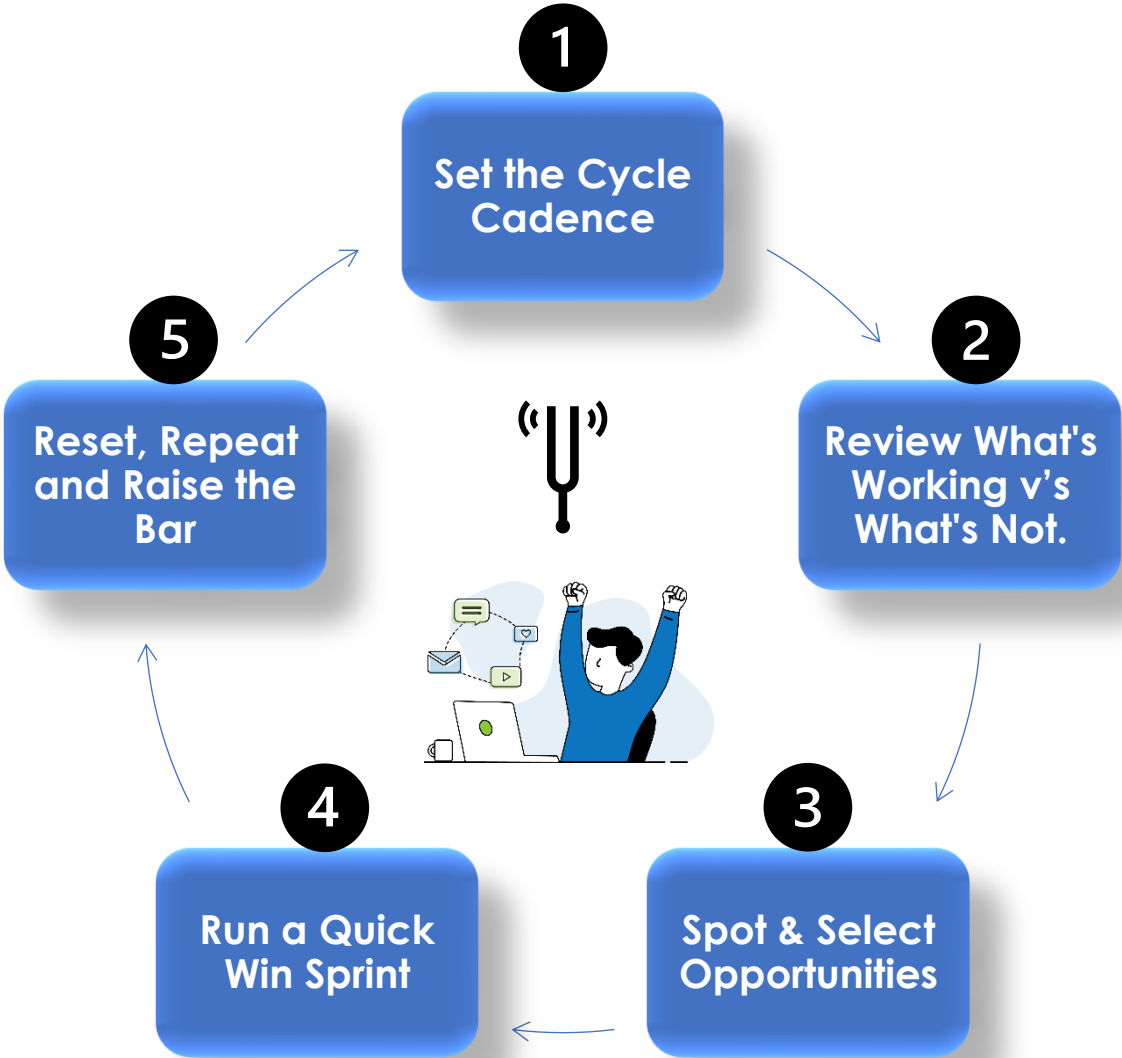 1
Set the Cycle
Cadence
2
Review What's
Working v’s
What's Not.
3
Spot & Select
Opportunities
4
Run a Quick
Win Sprint
5
Reset, Repeat
and Raise the
Bar